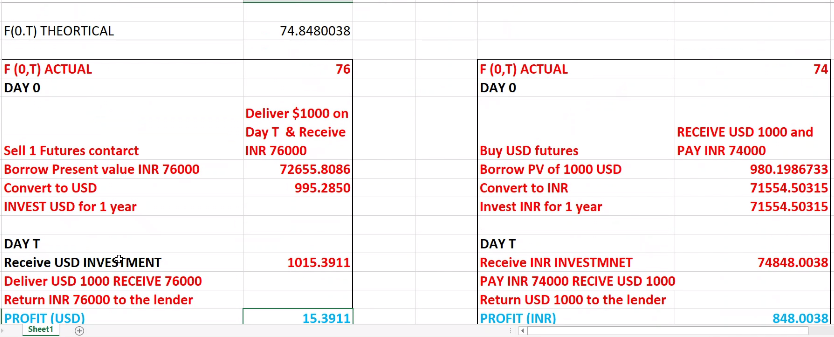 F(0.T) THEORTICAL 74.8480038
F (0,T) ACTUAL 76
DAY 0
Deliver $1000 on
Day T & Receive
Sell 1 Futures contarct INR 76000
Borrow Present value INR 76000 72655.8086
Convert to USD 995.2850
INVEST USD for 1 year
DAY T
Receive USD INVESTMENT 1015.3911
Deliver USD 1000 RECEIVE 76000
Return INR 76000 to the lender
PROFIT (USD) 15.3911
F (0,T) ACTUAL 74
DAY 0
RECEIVE USD 1000 and
Buy USD futures PAY INR 74000
Borrow PV of 1000 USD 980.1986733
Convert to INR 71554.50315
Invest INR for 1 year 71554.50315
DAY T
Receive INR INVESTMNET 74848.0038
PAY INR 74000 RECIVE USD 1000
Return USD 1000 to the lender
PROFIT (INR) 848.0038
Sheet1